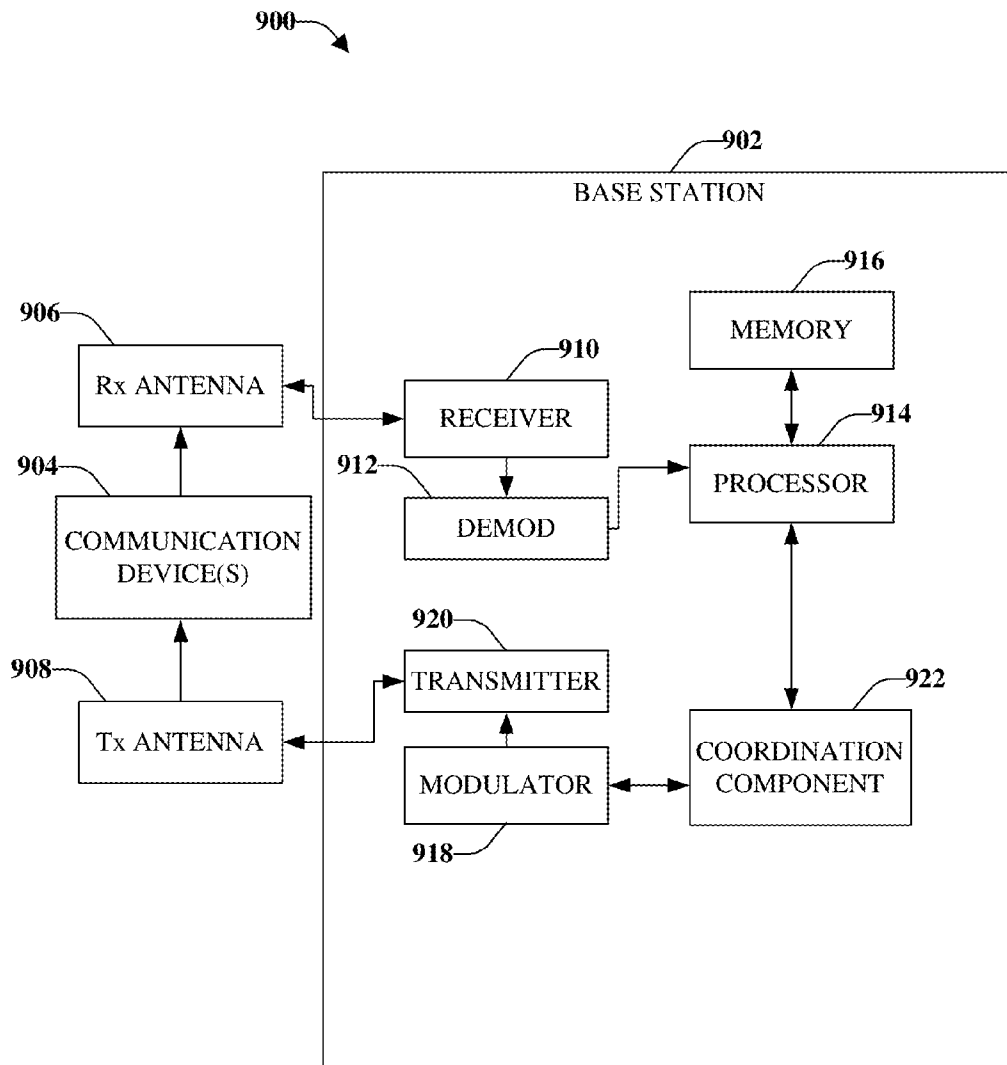 900
902
BASE STATION
916
MEMORY
906
Rx ANTENNA
910
RECEIVER
914
PROCESSOR
912
DEMOD
904
COMMUNICATION
DEVICE(S)
920
TRANSMITTER
908
Tx ANTENNA
922
COORDINATION
COMPONENT
MODULATOR
918